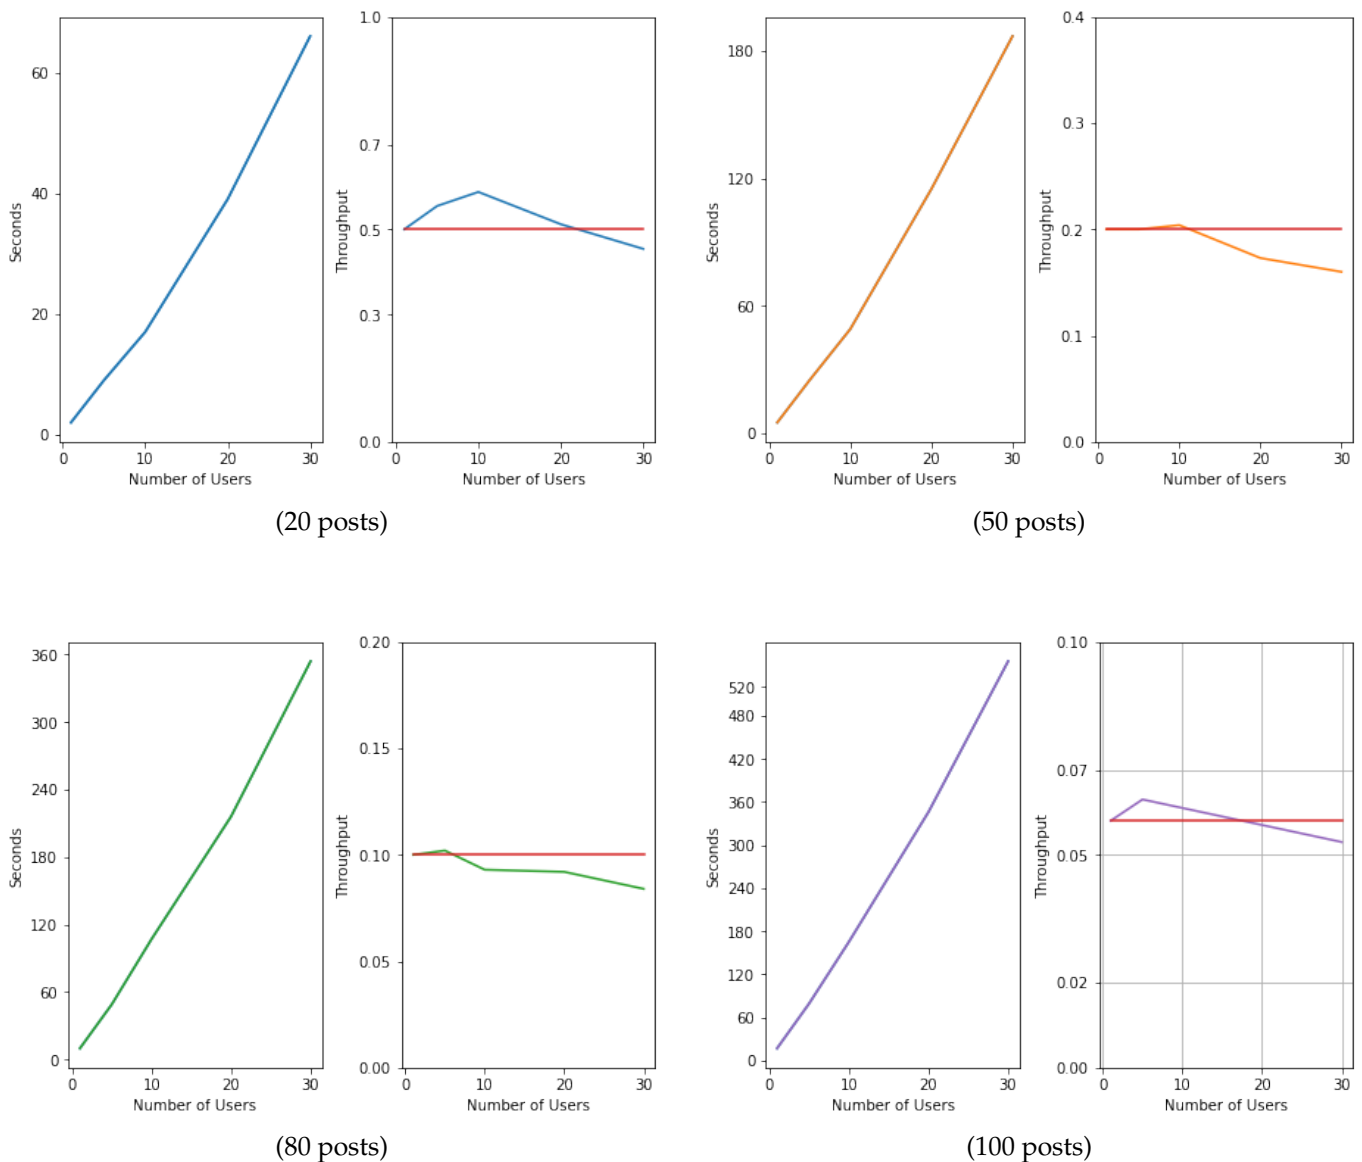 Seconds
60
40
20
0
0 10 20 30
Number of Users
Throughput
1.0
0.7
0.5
0.3
0.0
0 10 20 30
Number of Users
(20 posts)
Seconds
180
120
60
0
0 10 20 30
Number of Users
Throughput
0.4
0.3
0.2
0.1
0.0
0 10 20 30
Number of Users
(50 posts)
Seconds
360
300
240
180
120
60
0
0 10 20 30
Number of Users
Throughput
0.20
0.15
0.10
0.05
0.00
0 10 20 30
Number of Users
(80 posts)
Seconds
520
480
420
360
300
240
180
120
60
0
0 10 20 30
Number of Users
Throughput
0.10
0.07
0.05
0.02
0.00
0 10 20 30
Number of Users
(100 posts)